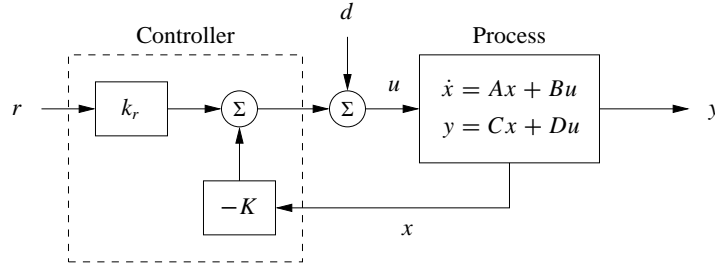 Controller
d
Process
r
k_r
Σ
Σ
u
ẋ = Ax + Bu
y = Cx + Du
y
−K
x